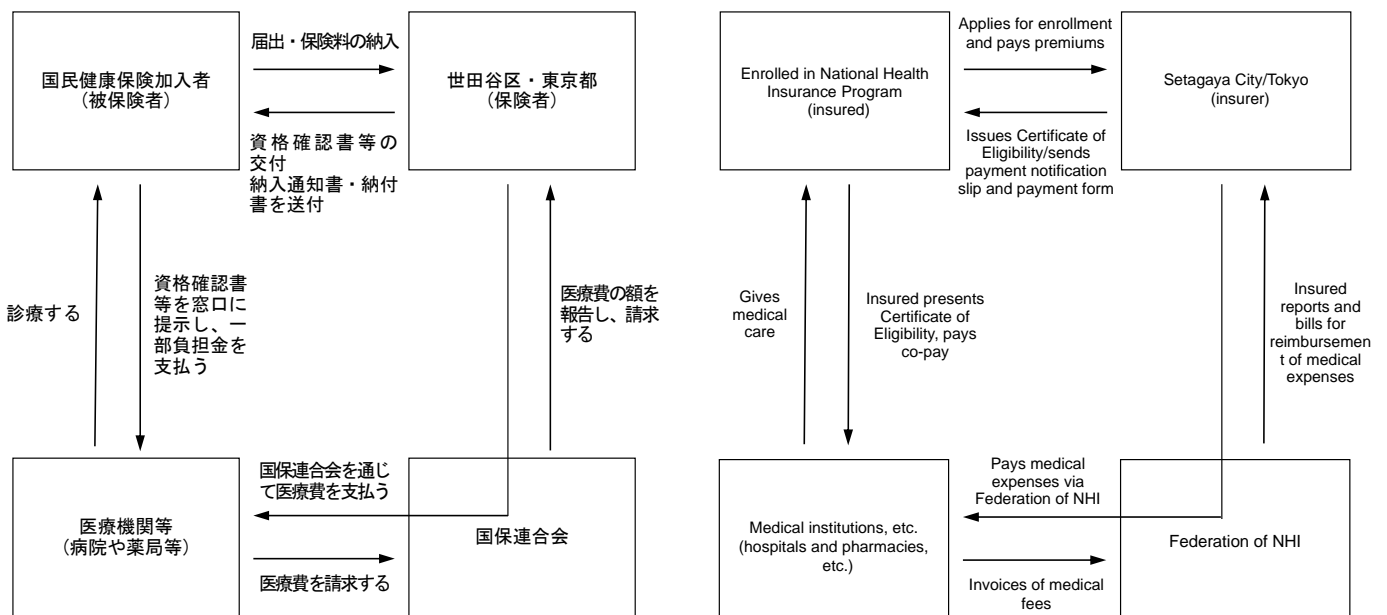 届出・保険料の納入
国民健康保険加入者
(被保険者)
世田谷区・東京都
(保険者)
資格確認書等の
交付
納入通知書・納付
書を送付
診療する
資格確認書
等を窓口に
提示し、一
部負担金を
支払う
医療費の額を
報告し、請求
する
国保連合会を通じ
て医療費を支払う
医療機関等
(病院や薬局等)
国保連合会
医療費を請求する
Applies for enrollment
and pays premiums
Enrolled in National Health
Insurance Program
(insured)
Setagaya City/Tokyo
(insurer)
Issues Certificate of
Eligibility/sends
payment notification
slip and payment form
Gives
medical
care
Insured presents
Certificate of
Eligibility, pays
co-pay
Insured
reports and
bills for
reimbursemen
t of medical
expenses
Pays medical
expenses via
Federation of NHI
Medical institutions, etc.
(hospitals and pharmacies,
etc.)
Federation of NHI
Invoices of medical
fees